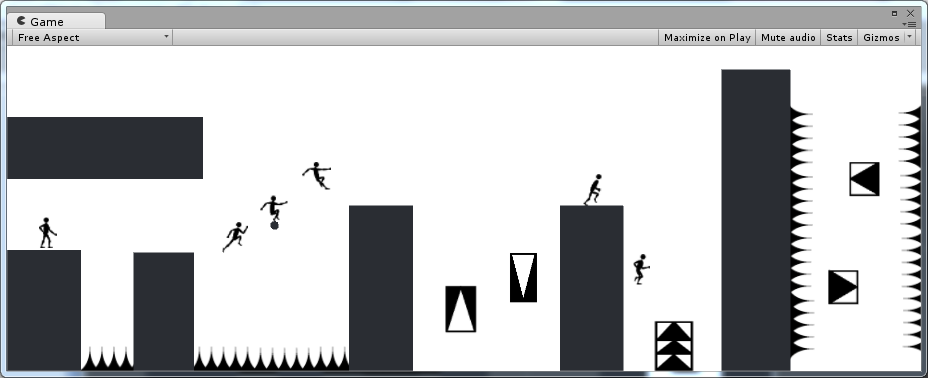 Game
Free Aspect
Maximize on Play
Mute audio
Stats
Gizmos